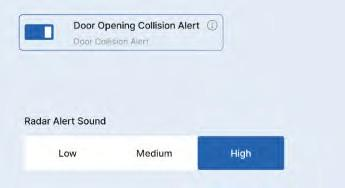 Door Opening Collision Alert
Door Collision Alert
Radar Alert Sound
Low Medium High